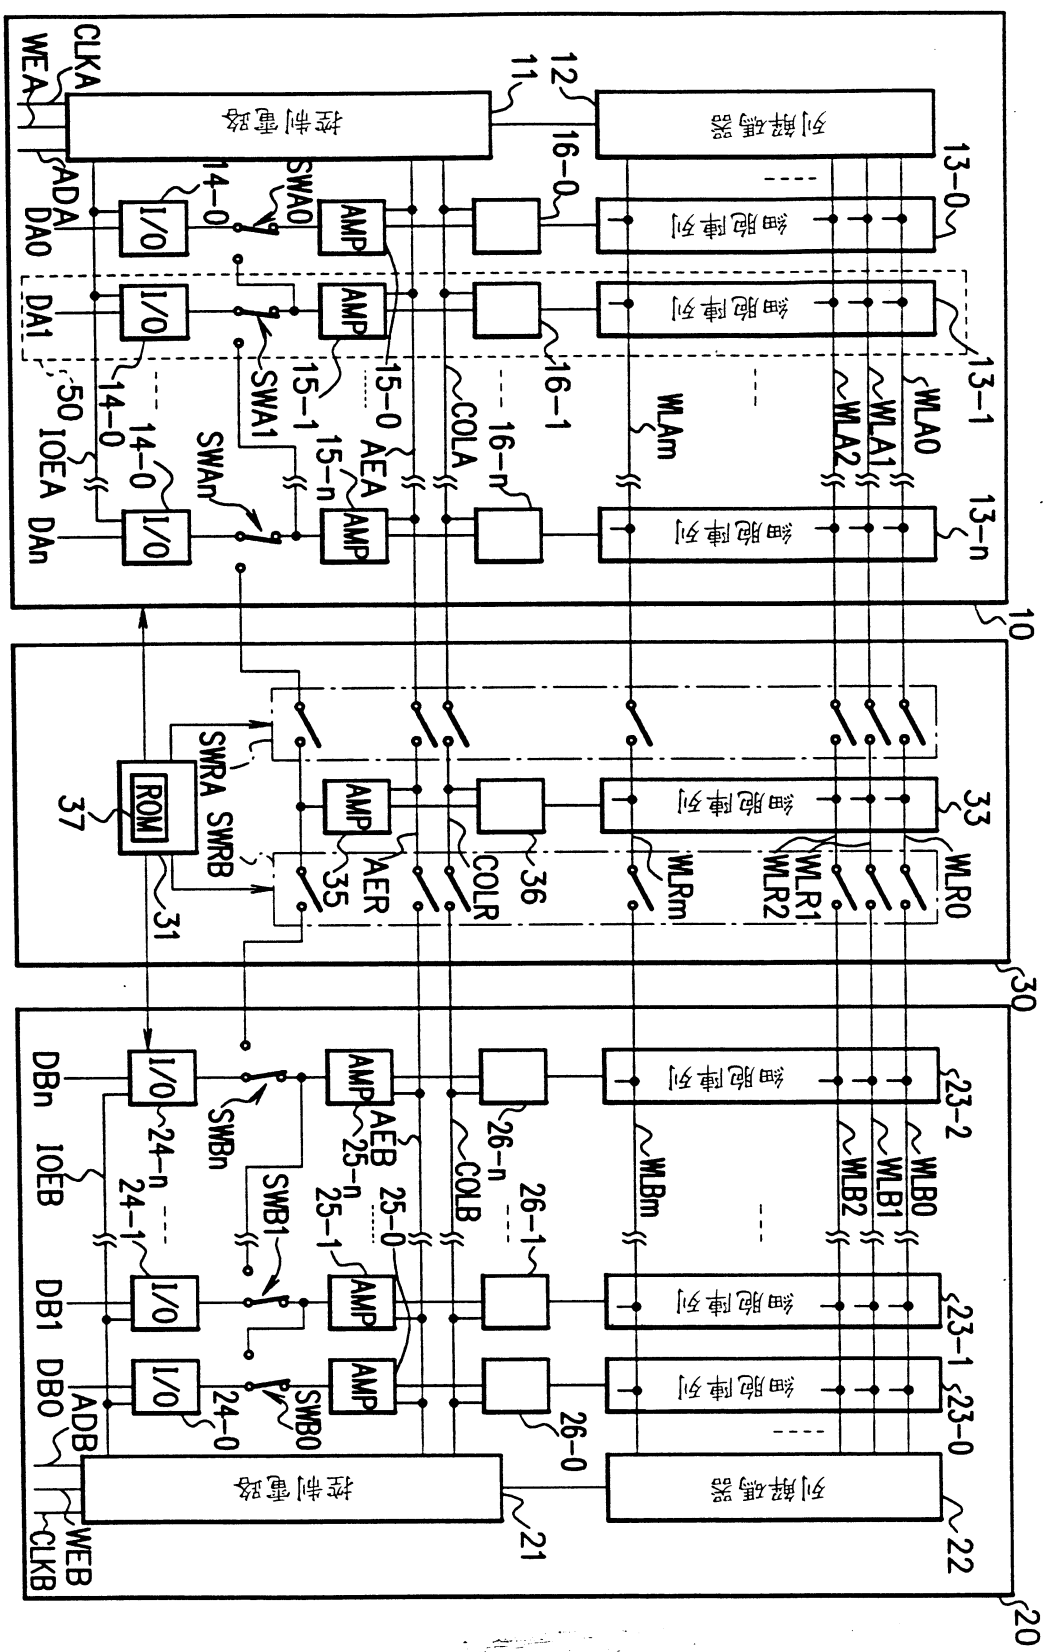 10
11
控制電路
12
列解碼器
CLKA
WEA
ADA
13-0
細胞陣列
16-0
AMP
SWA0
14-0
I/O
DA0
WLA0
WLA1
WLA2
WLAm
13-1
細胞陣列
16-1
COLA
AEA
15-0
AMP
15-1
SWA1
I/O
14-0
50
IOEA
DA1
13-n
細胞陣列
16-n
AMP
15-n
SWAn
I/O
14-0
DAn
30
33
細胞陣列
36
AMP
35
SWRA
SWRB
ROM
37
31
WLR0
WLR1
WLR2
WLRm
COLR
AER
20
23-2
細胞陣列
26-n
AMP
25-n
SWBn
I/O
24-n
DBn
IOEB
WLB0
WLB1
WLB2
WLBm
COLB
AEB
23-1
細胞陣列
26-1
AMP
25-1
SWB1
I/O
24-1
DB1
23-0
細胞陣列
26-0
AMP
25-0
SWB0
I/O
24-0
DB0
22
列解碼器
21
控制電路
ADB
WEB
CLKB